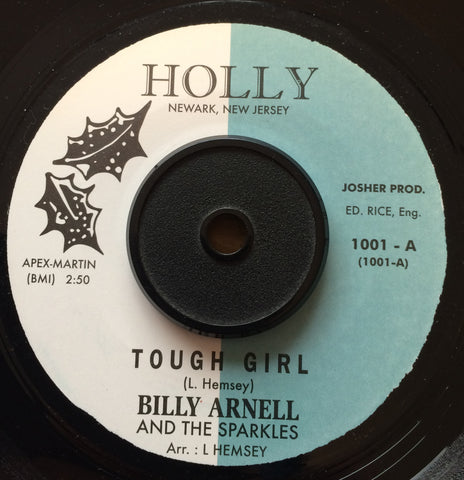 HOLLY
NEWARK, NEW JERSEY
JOSHER PROD.
ED. RICE, Eng.
1001 - A
(1001-A)
APEX-MARTIN
(BMI) 2:50
TOUGH GIRL
(L. Hemsey)
BILLY ARNELL
AND THE SPARKLES
Arr. : L HEMSEY